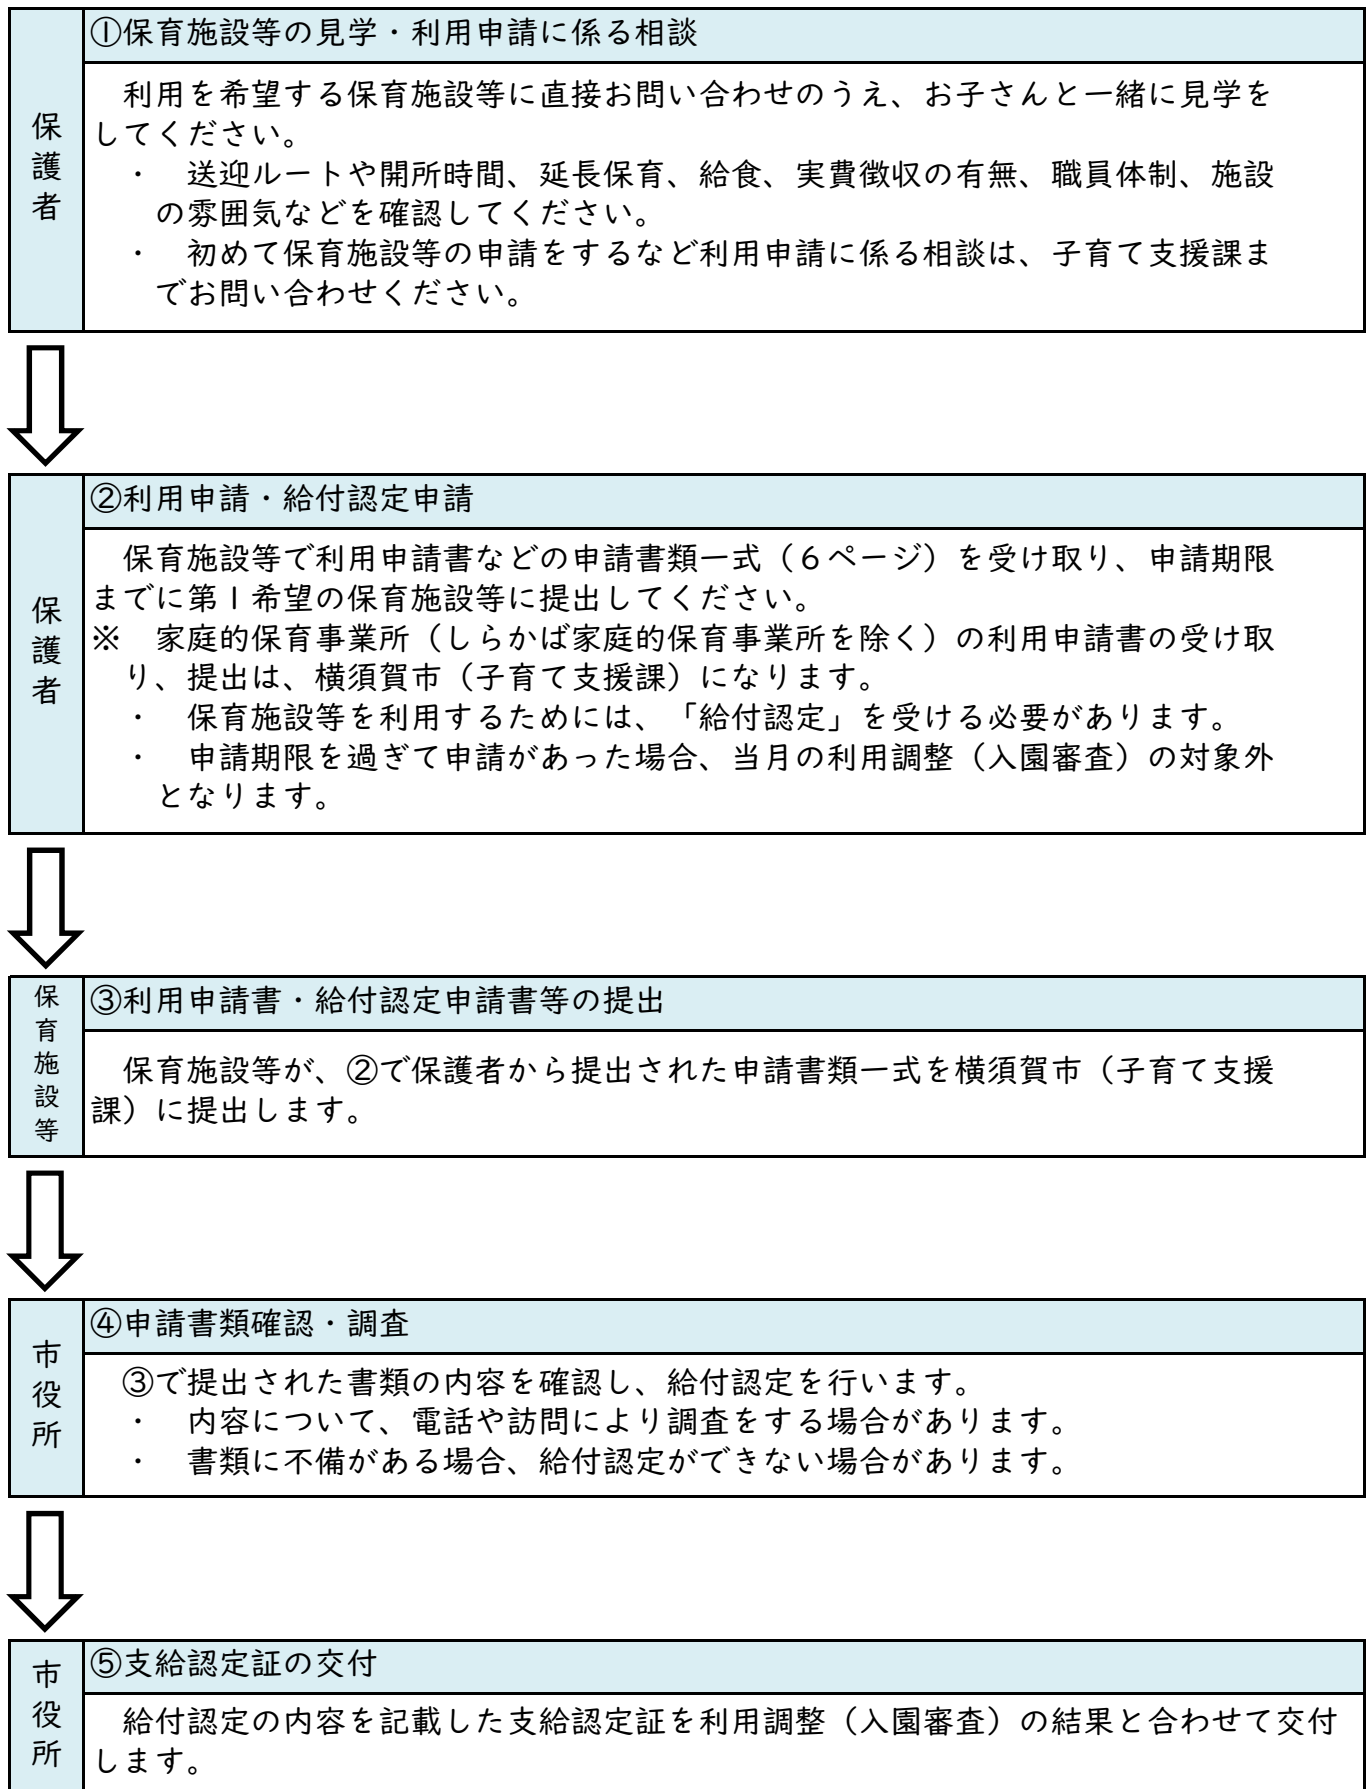 保護者
①保育施設等の見学・利用申請に係る相談
利用を希望する保育施設等に直接お問い合わせのうえ、お子さんと一緒に見学を
してください。
・　送迎ルートや開所時間、延長保育、給食、実費徴収の有無、職員体制、施設
の雰囲気などを確認してください。
・　初めて保育施設等の申請をするなど利用申請に係る相談は、子育て支援課ま
でお問い合わせください。
保護者
②利用申請・給付認定申請
保育施設等で利用申請書などの申請書類一式（６ページ）を受け取り、申請期限
までに第１希望の保育施設等に提出してください。
※　家庭的保育事業所（しらかば家庭的保育事業所を除く）の利用申請書の受け取
り、提出は、横須賀市（子育て支援課）になります。
・　保育施設等を利用するためには、「給付認定」を受ける必要があります。
・　申請期限を過ぎて申請があった場合、当月の利用調整（入園審査）の対象外
となります。
保育施設等
③利用申請書・給付認定申請書等の提出
保育施設等が、②で保護者から提出された申請書類一式を横須賀市（子育て支援
課）に提出します。
市役所
④申請書類確認・調査
③で提出された書類の内容を確認し、給付認定を行います。
・　内容について、電話や訪問により調査をする場合があります。
・　書類に不備がある場合、給付認定ができない場合があります。
市役所
⑤支給認定証の交付
給付認定の内容を記載した支給認定証を利用調整（入園審査）の結果と合わせて交付
します。